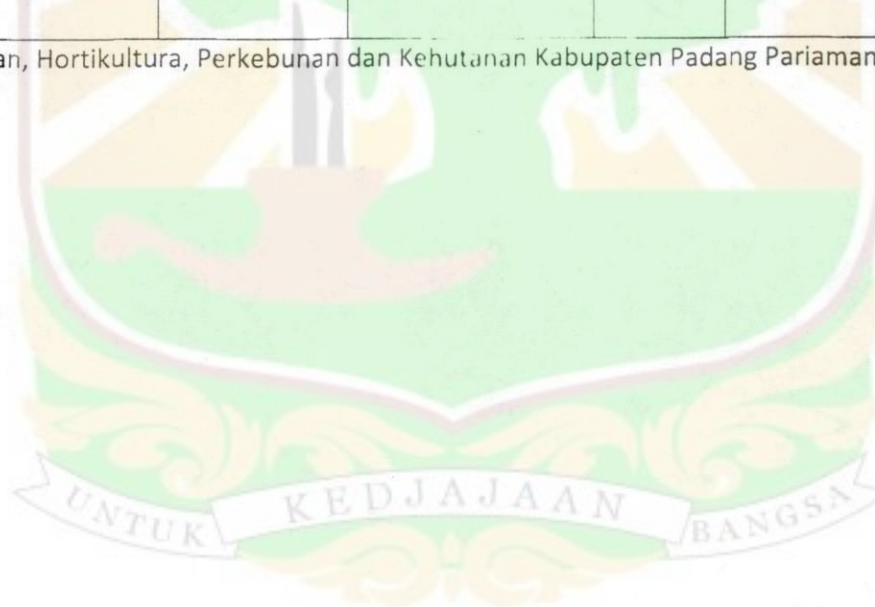 an, Hortikultura, Perkebunan dan Kehutanan Kabupaten Padang Pariaman
UNTUK KEDJAJAAN BANGSA